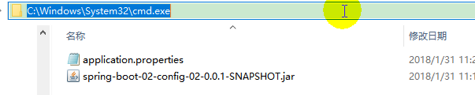 C:\Windows\System32\cmd.exe
名称 修改日期
application.properties 2018/1/31 11:2
spring-boot-02-config-02-0.0.1-SNAPSHOT.jar 2018/1/31 11:1